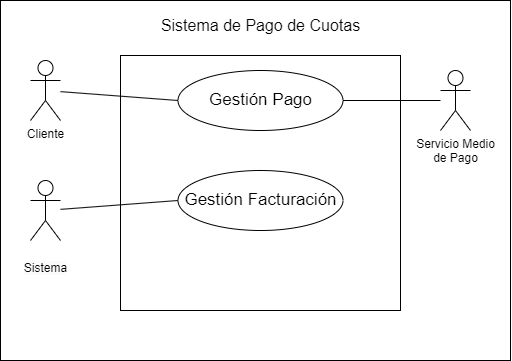 Sistema de Pago de Cuotas
Gestión Pago
Cliente
Servicio Medio
de Pago
Gestión Facturación
Sistema